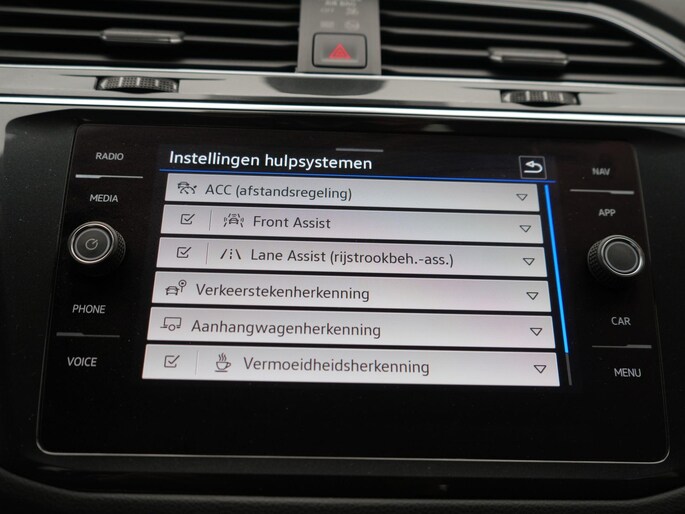 RADIO
MEDIA
PHONE
VOICE
Instellingen hulpsystemen
ACC (afstandsregeling)
Front Assist
Lane Assist (rijstrookbeh.-ass.)
Verkeerstekenherkenning
Aanhangwagenherkenning
Vermoeidheidsherkenning
NAV
APP
CAR
MENU